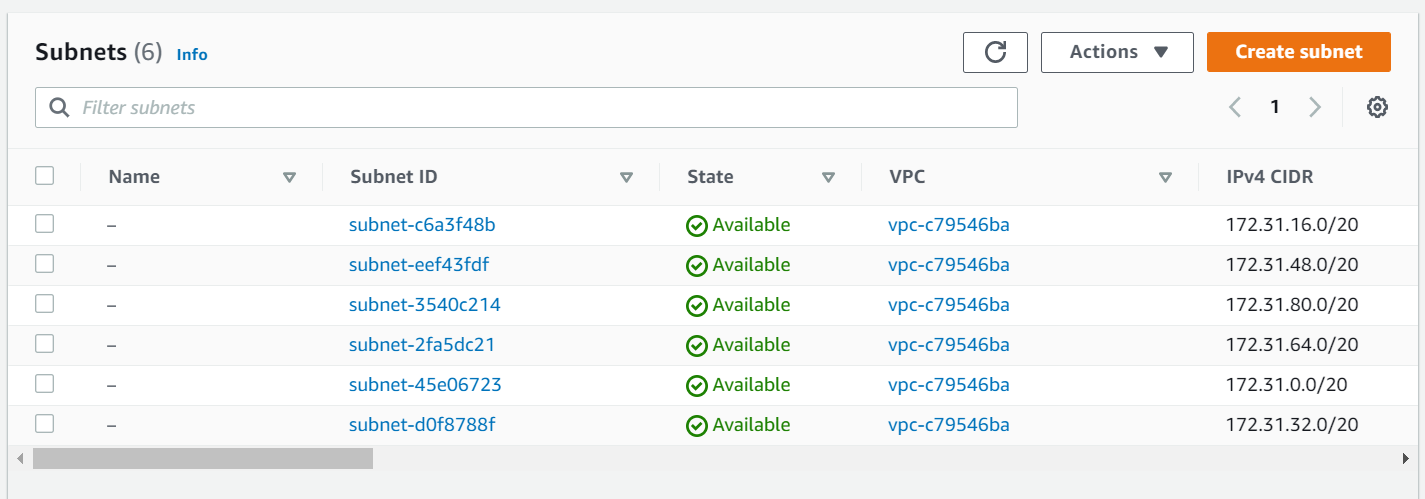 Subnets (6) Info Actions Create subnet
Filter subnets 1
Name Subnet ID State VPC IPv4 CIDR
– subnet-c6a3f48b Available vpc-c79546ba 172.31.16.0/20
– subnet-eef43fdf Available vpc-c79546ba 172.31.48.0/20
– subnet-3540c214 Available vpc-c79546ba 172.31.80.0/20
– subnet-2fa5dc21 Available vpc-c79546ba 172.31.64.0/20
– subnet-45e06723 Available vpc-c79546ba 172.31.0.0/20
– subnet-d0f8788f Available vpc-c79546ba 172.31.32.0/20